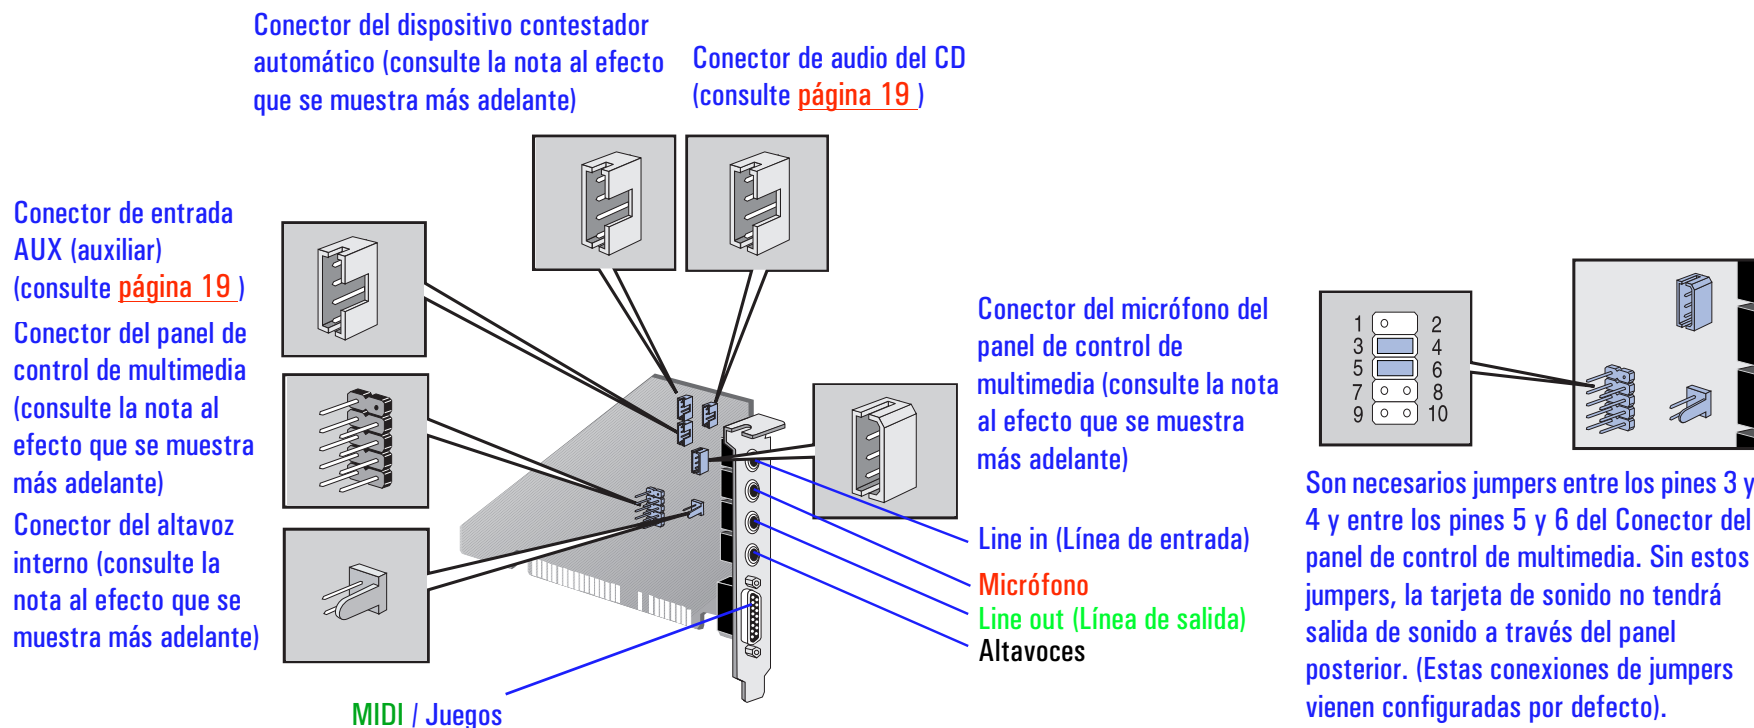 Conector del dispositivo contestador
automático (consulte la nota al efecto
que se muestra más adelante)
Conector de audio del CD
(consulte página 19 )
Conector de entrada
AUX (auxiliar)
(consulte página 19 )
Conector del panel de
control de multimedia
(consulte la nota al
efecto que se muestra
más adelante)
Conector del altavoz
interno (consulte la
nota al efecto que se
muestra más adelante)
MIDI / Juegos
Conector del micrófono del
panel de control de
multimedia (consulte la nota
al efecto que se muestra
más adelante)
Line in (Línea de entrada)
Micrófono
Line out (Línea de salida)
Altavoces
1 2
3 4
5 6
7 8
9 10
Son necesarios jumpers entre los pines 3 y
4 y entre los pines 5 y 6 del Conector del
panel de control de multimedia. Sin estos
jumpers, la tarjeta de sonido no tendrá
salida de sonido a través del panel
posterior. (Estas conexiones de jumpers
vienen configuradas por defecto).